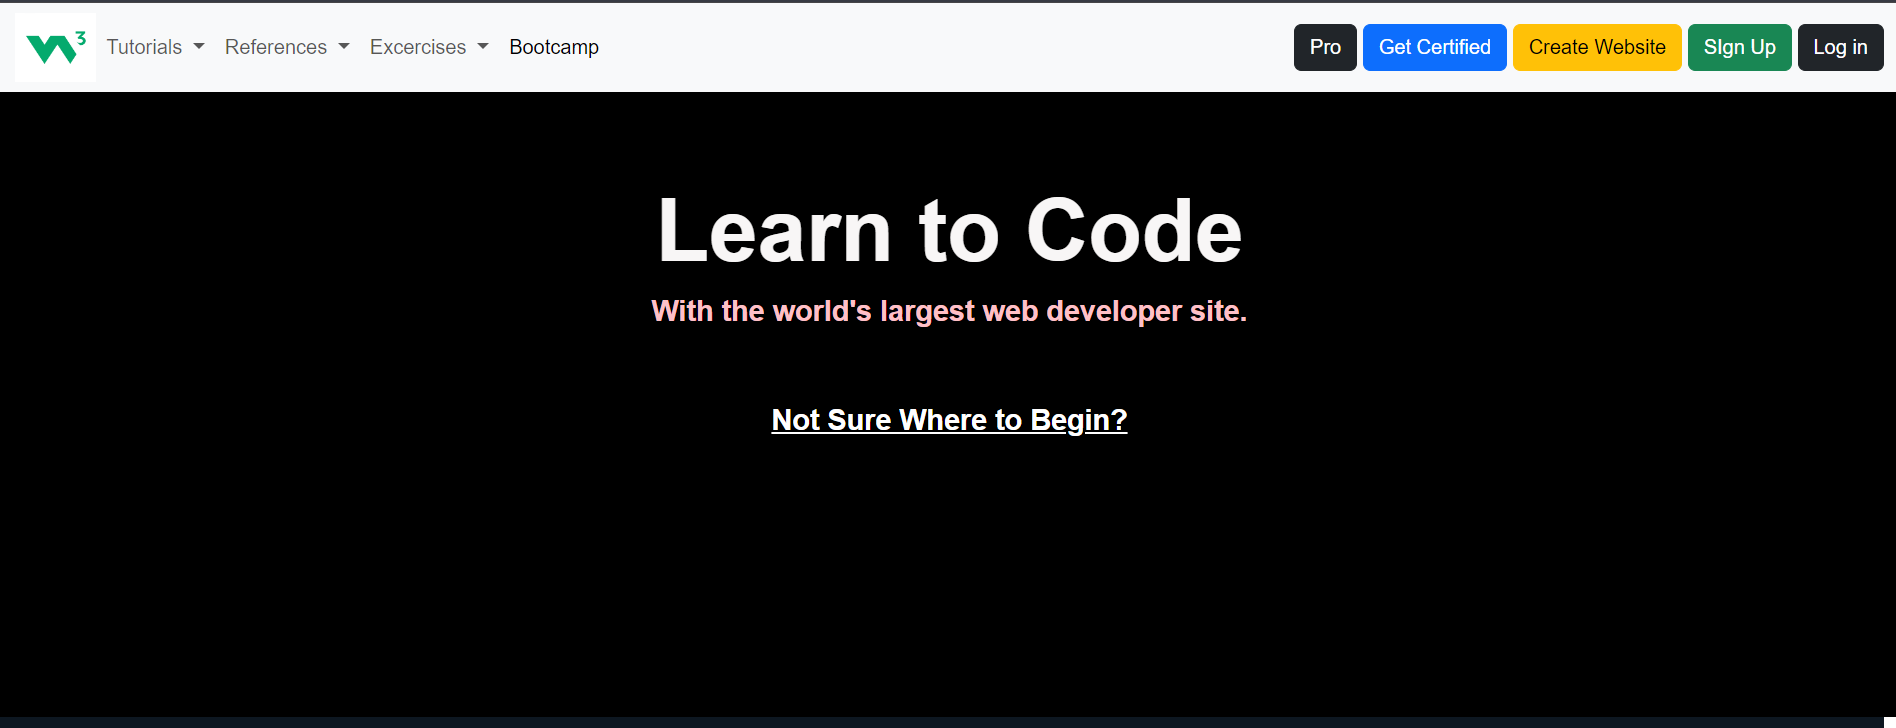 W3 Tutorials References Excercises Bootcamp Pro Get Certified Create Website SIgn Up Log in
Learn to Code
With the world's largest web developer site.
Not Sure Where to Begin?